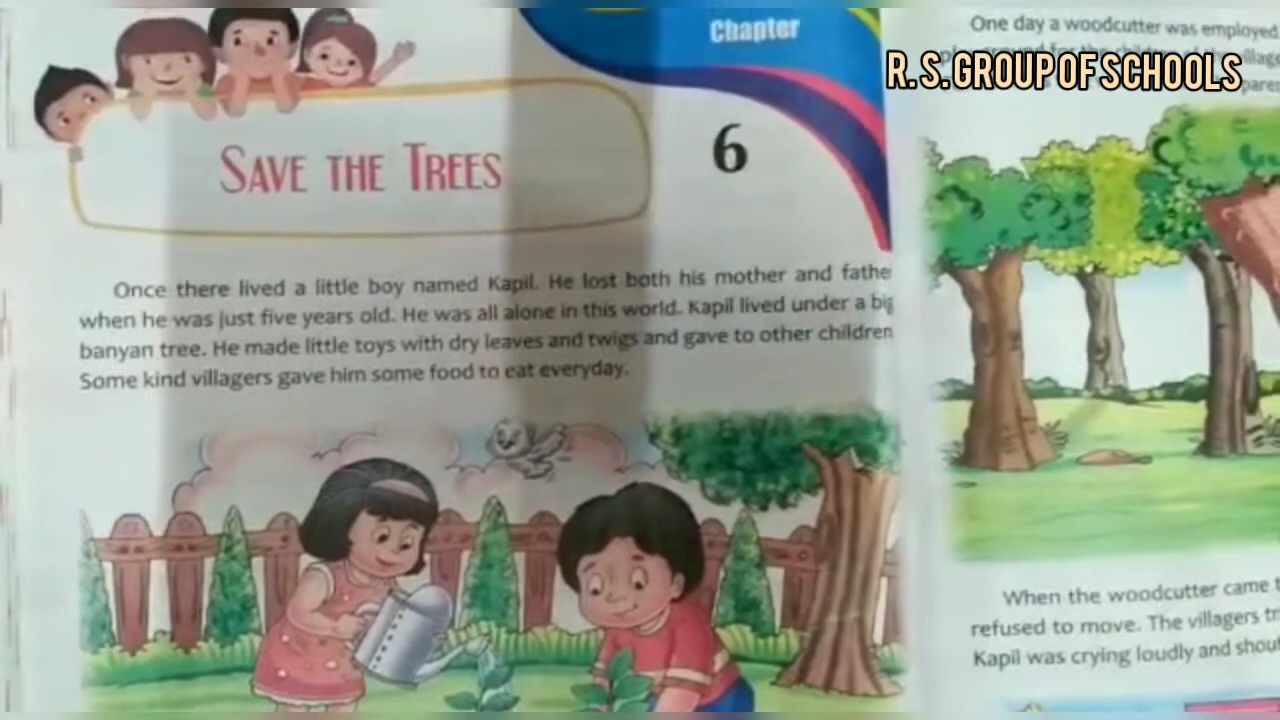 Chapter
6
SAVE THE TREES
Once there lived a little boy named Kapil. He lost both his mother and fathe
when he was just five years old. He was all alone in this world. Kapil lived under a big
banyan tree. He made little toys with dry leaves and twigs and gave to other children
Some kind villagers gave him some food to eat everyday.
One day a woodcutter was employed
R.S.GROUP OF SCHOOLS
When the woodcutter came
refused to move. The villagers
Kapil was crying loudly and